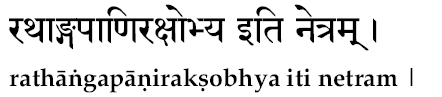 रथाङ्गपाणिरक्षोभ्य इति नेत्रम् ।
rathāṅgapāṇirakṣobhya iti netram |